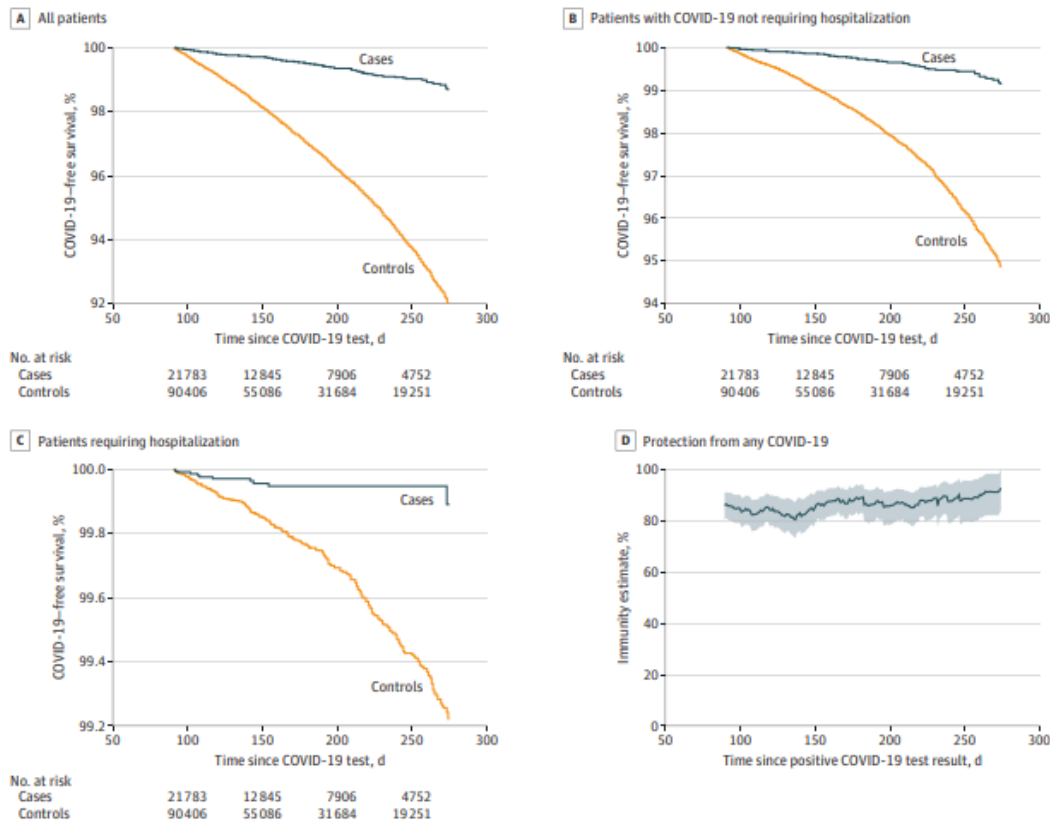 A All patients
100
98
96
94
92
COVID-19–free survival, %
Cases
Controls
50 100 150 200 250 300
Time since COVID-19 test, d
No. at risk
Cases 21783 12845 7906 4752
Controls 90406 55086 31684 19251
B Patients with COVID-19 not requiring hospitalization
100
99
98
97
96
95
94
COVID-19–free survival, %
Cases
Controls
50 100 150 200 250 300
Time since COVID-19 test, d
No. at risk
Cases 21783 12845 7906 4752
Controls 90406 55086 31684 19251
C Patients requiring hospitalization
100.0
99.8
99.6
99.4
99.2
COVID-19–free survival, %
Cases
Controls
50 100 150 200 250 300
Time since COVID-19 test, d
No. at risk
Cases 21783 12845 7906 4752
Controls 90406 55086 31684 19251
D Protection from any COVID-19
100
80
60
40
20
0
Immunity estimate, %
50 100 150 200 250 300
Time since positive COVID-19 test result, d